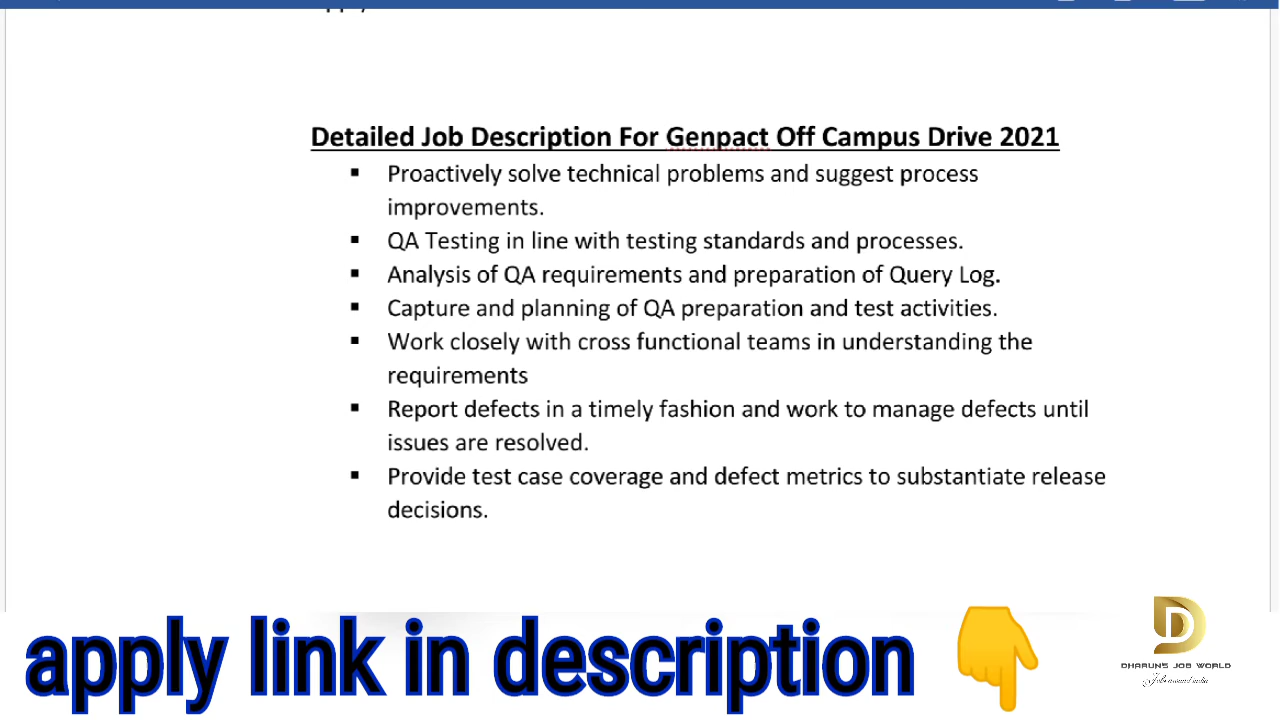 Detailed Job Description For Genpact Off Campus Drive 2021
▪ Proactively solve technical problems and suggest process
improvements.
▪ QA Testing in line with testing standards and processes.
▪ Analysis of QA requirements and preparation of Query Log.
▪ Capture and planning of QA preparation and test activities.
▪ Work closely with cross functional teams in understanding the
requirements
▪ Report defects in a timely fashion and work to manage defects until
issues are resolved.
▪ Provide test case coverage and defect metrics to substantiate release
decisions.
apply link in description
D
DHARUN'S JOB WORLD